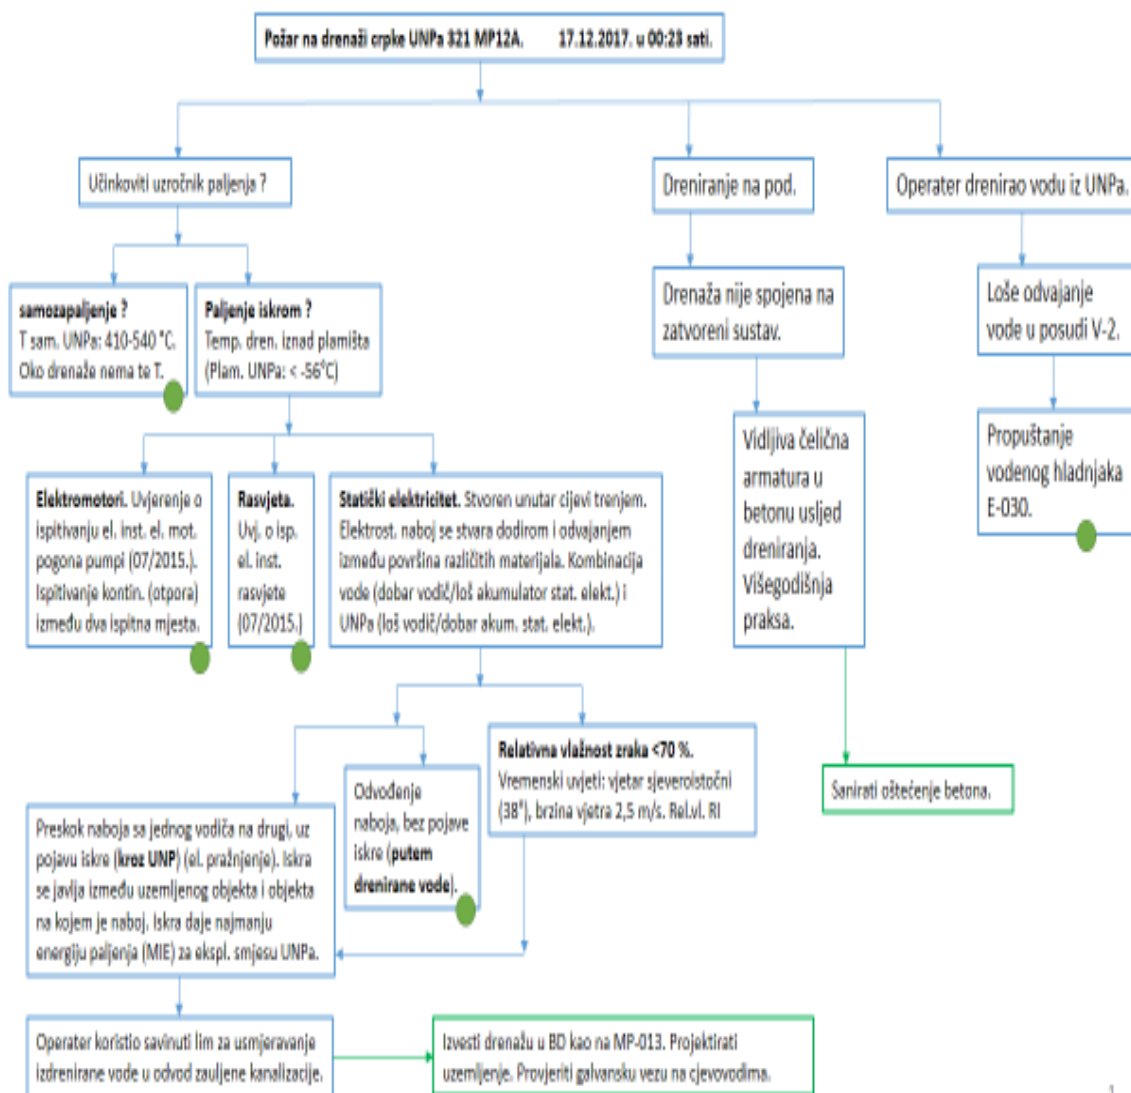 Požar na drenaži crpke UNPa 321 MP12A. 17.12.2017. u 00:23 sati.
Učinkoviti uzročnik paljenja ?
Dreniranje na pod.
Operater drenirao vodu iz UNPa.
samozapaljenje ?
T sam. UNPa: 410-540 °C.
Oko drenaže nema te T.
Paljenje iskrom ?
Temp. dren. iznad plamišta
(Plam. UNPa: < -56°C)
Drenaža nije spojena na
zatvoreni sustav.
Loše odvajanje
vode u posudi V-2.
Elektromotori. Uvjerenje o
ispitivanju el. inst. el. mot.
pogona pumpi (07/2015.).
Ispitivanje kontin. (otpora)
između dva ispitna mjesta.
Rasvjeta.
Uvj. o isp.
el. inst.
rasvjete
(07/2015.)
Statički elektricitet. Stvoren unutar cijevi trenjem.
Elektrost. naboj se stvara dodirom i odvajanjem
između površina različitih materijala. Kombinacija
vode (dobar vodič/loš akumulator stat. elekt.) i
UNPa (loš vodič/dobar akum. stat. elekt.).
Vidljiva čelična
armatura u
betonu usljed
dreniranja.
Višegodišnja
praksa.
Propuštanje
vodenog hladnjaka
E-030.
Preskok naboja sa jednog vodiča na drugi, uz
pojavu iskre (kroz UNP) (el. pražnjenje). Iskra
se javlja između uzemljenog objekta i objekta
na kojem je naboj. Iskra daje najmanju
energiju paljenja (MIE) za ekspl. smjesu UNPa.
Odvođenje
naboja, bez pojave
iskre (putem
drenirane vode).
Relativna vlažnost zraka <70 %.
Vremenski uvjeti: vjetar sjeveroistočni
(38°), brzina vjetra 2,5 m/s. Rel.vl. RI
Sanirati oštećenje betona.
Operater koristio savinuti lim za usmjeravanje
izdrenirane vode u odvod zauljene kanalizacije.
Izvesti drenažu u BD kao na MP-013. Projektirati
uzemljenje. Provjeriti galvansku vezu na cjevovodima.